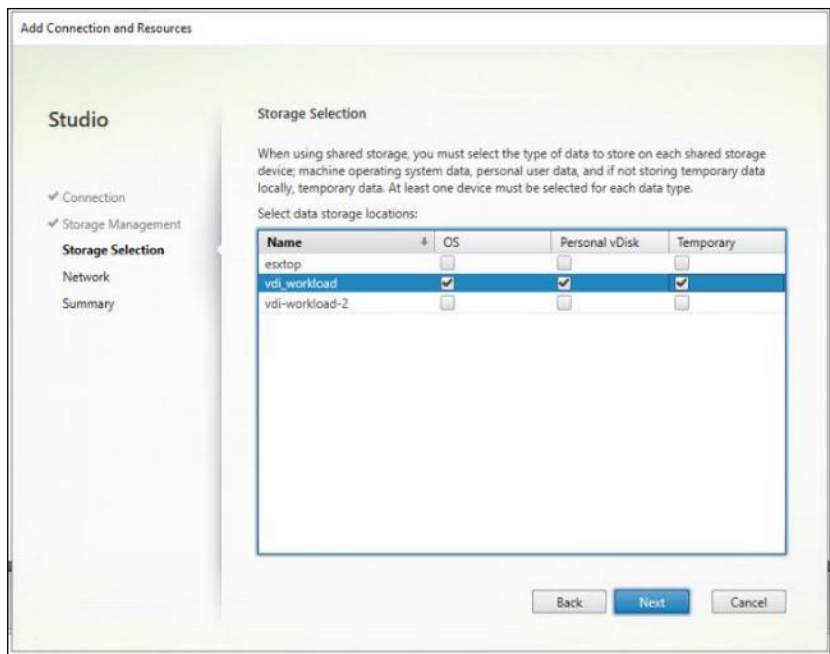 Add Connection and Resources
Studio
✔ Connection
✔ Storage Management
Storage Selection
Network
Summary
Storage Selection
When using shared storage, you must select the type of data to store on each shared storage
device; machine operating system data, personal user data, and if not storing temporary data
locally, temporary data. At least one device must be selected for each data type.
Select data storage locations:
Name OS Personal vDisk Temporary
esxtop
vdi_workload
vdi-workload-2
Back Next Cancel